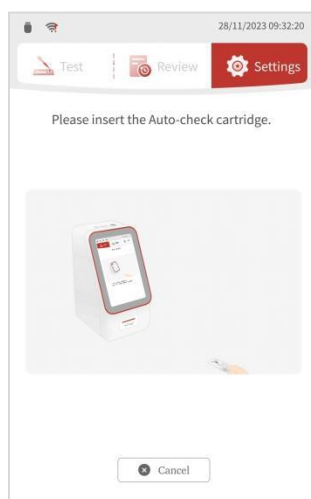 28/11/2023 09:32:20
Test
Review
Settings
Please insert the Auto-check cartridge.
Cancel